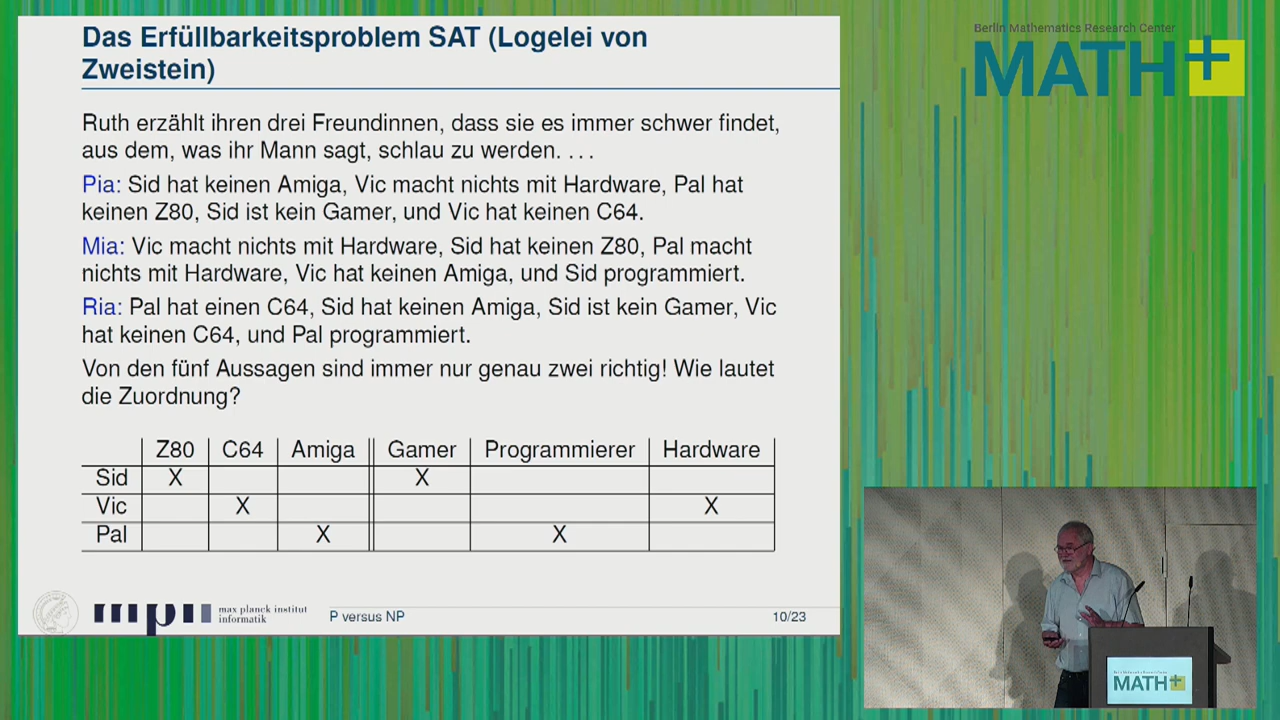 Das Erfüllbarkeitsproblem SAT (Logelei von
Zweistein)
Ruth erzählt ihren drei Freundinnen, dass sie es immer schwer findet,
aus dem, was ihr Mann sagt, schlau zu werden. . . .
Pia: Sid hat keinen Amiga, Vic macht nichts mit Hardware, Pal hat
keinen Z80, Sid ist kein Gamer, und Vic hat keinen C64.
Mia: Vic macht nichts mit Hardware, Sid hat keinen Z80, Pal macht
nichts mit Hardware, Vic hat keinen Amiga, und Sid programmiert.
Ria: Pal hat einen C64, Sid hat keinen Amiga, Sid ist kein Gamer, Vic
hat keinen C64, und Pal programmiert.
Von den fünf Aussagen sind immer nur genau zwei richtig! Wie lautet
die Zuordnung?
Z80 C64 Amiga Gamer Programmierer Hardware
Sid X X
Vic X X
Pal X X
mpii max planck institut
informatik
P versus NP
10/23
Berlin Mathematics Research Center
MATH+
Berlin Mathematics Research Center
MATH+